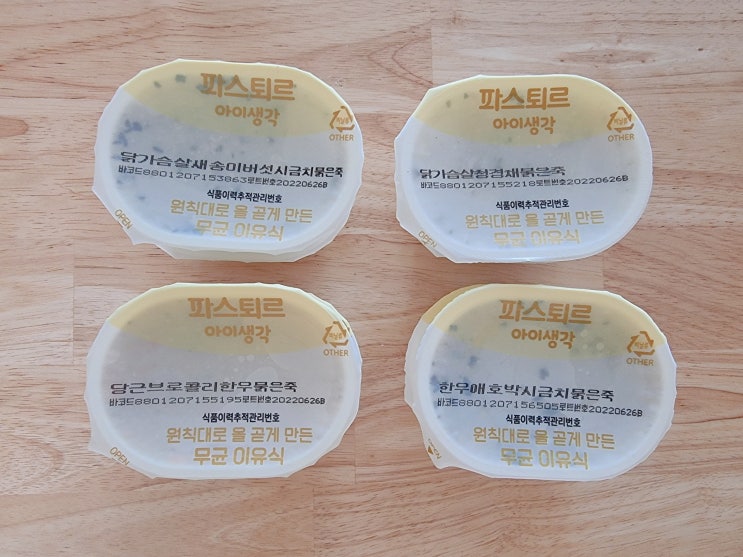 파스퇴르
아이생각
OTHER
닭가슴살새송이버섯시금치묽은죽
바코드8801207153863로트번호20220626B
식품이력추적관리번호
원칙대로 올 곧게 만든
무균 이유식
OPEN
파스퇴르
아이생각
OTHER
닭가슴살청경채묽은죽
바코드8801207155218로트번호20220626B
식품이력추적관리번호
원칙대로 올 곧게 만든
무균 이유식
OPEN
파스퇴르
아이생각
OTHER
당근브로콜리한우묽은죽
바코드8801207155195로트번호20220626B
식품이력추적관리번호
원칙대로 올 곧게 만든
무균 이유식
OPEN
파스퇴르
아이생각
OTHER
한우애호박시금치묽은죽
바코드8801207156505로트번호20220626B
식품이력추적관리번호
원칙대로 올 곧게 만든
무균 이유식